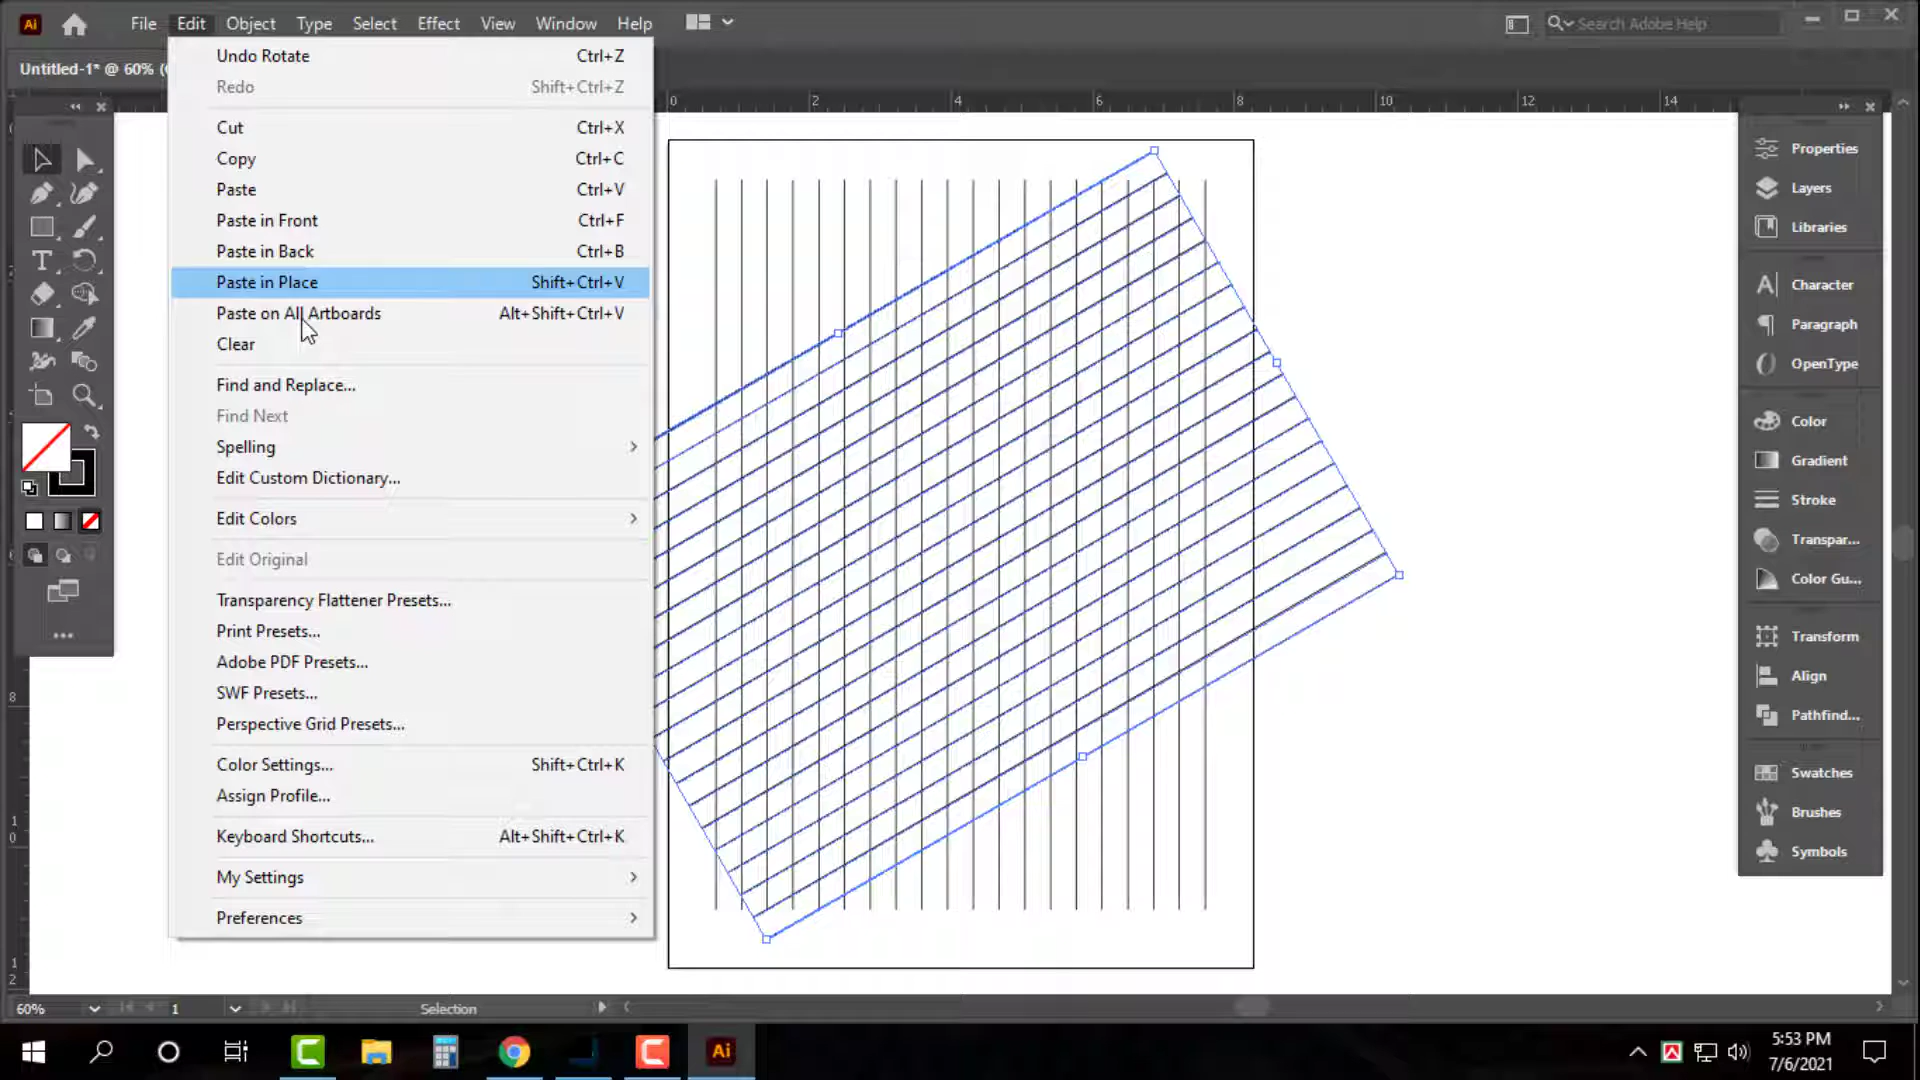 Ai File Edit Object Type Select Effect View Window Help Search Adobe Help
Untitled-1* @ 60% (
Undo Rotate Ctrl+Z
Redo Shift+Ctrl+Z
Cut Ctrl+X
Copy Ctrl+C
Paste Ctrl+V
Paste in Front Ctrl+F
Paste in Back Ctrl+B
Paste in Place Shift+Ctrl+V
Paste on All Artboards Alt+Shift+Ctrl+V
Clear
Find and Replace...
Find Next
Spelling
Edit Custom Dictionary...
Edit Colors
Edit Original
Transparency Flattener Presets...
Print Presets...
Adobe PDF Presets...
SWF Presets...
Perspective Grid Presets...
Color Settings... Shift+Ctrl+K
Assign Profile...
Keyboard Shortcuts... Alt+Shift+Ctrl+K
My Settings
Preferences
0 2 4 6 8 10 12 14
8
1
0
1
2
Properties
Layers
Libraries
Character
Paragraph
OpenType
Color
Gradient
Stroke
Transpar...
Color Gu...
Transform
Align
Pathfind...
Swatches
Brushes
Symbols
60% 1 Selection
Ai
5:53 PM
7/6/2021